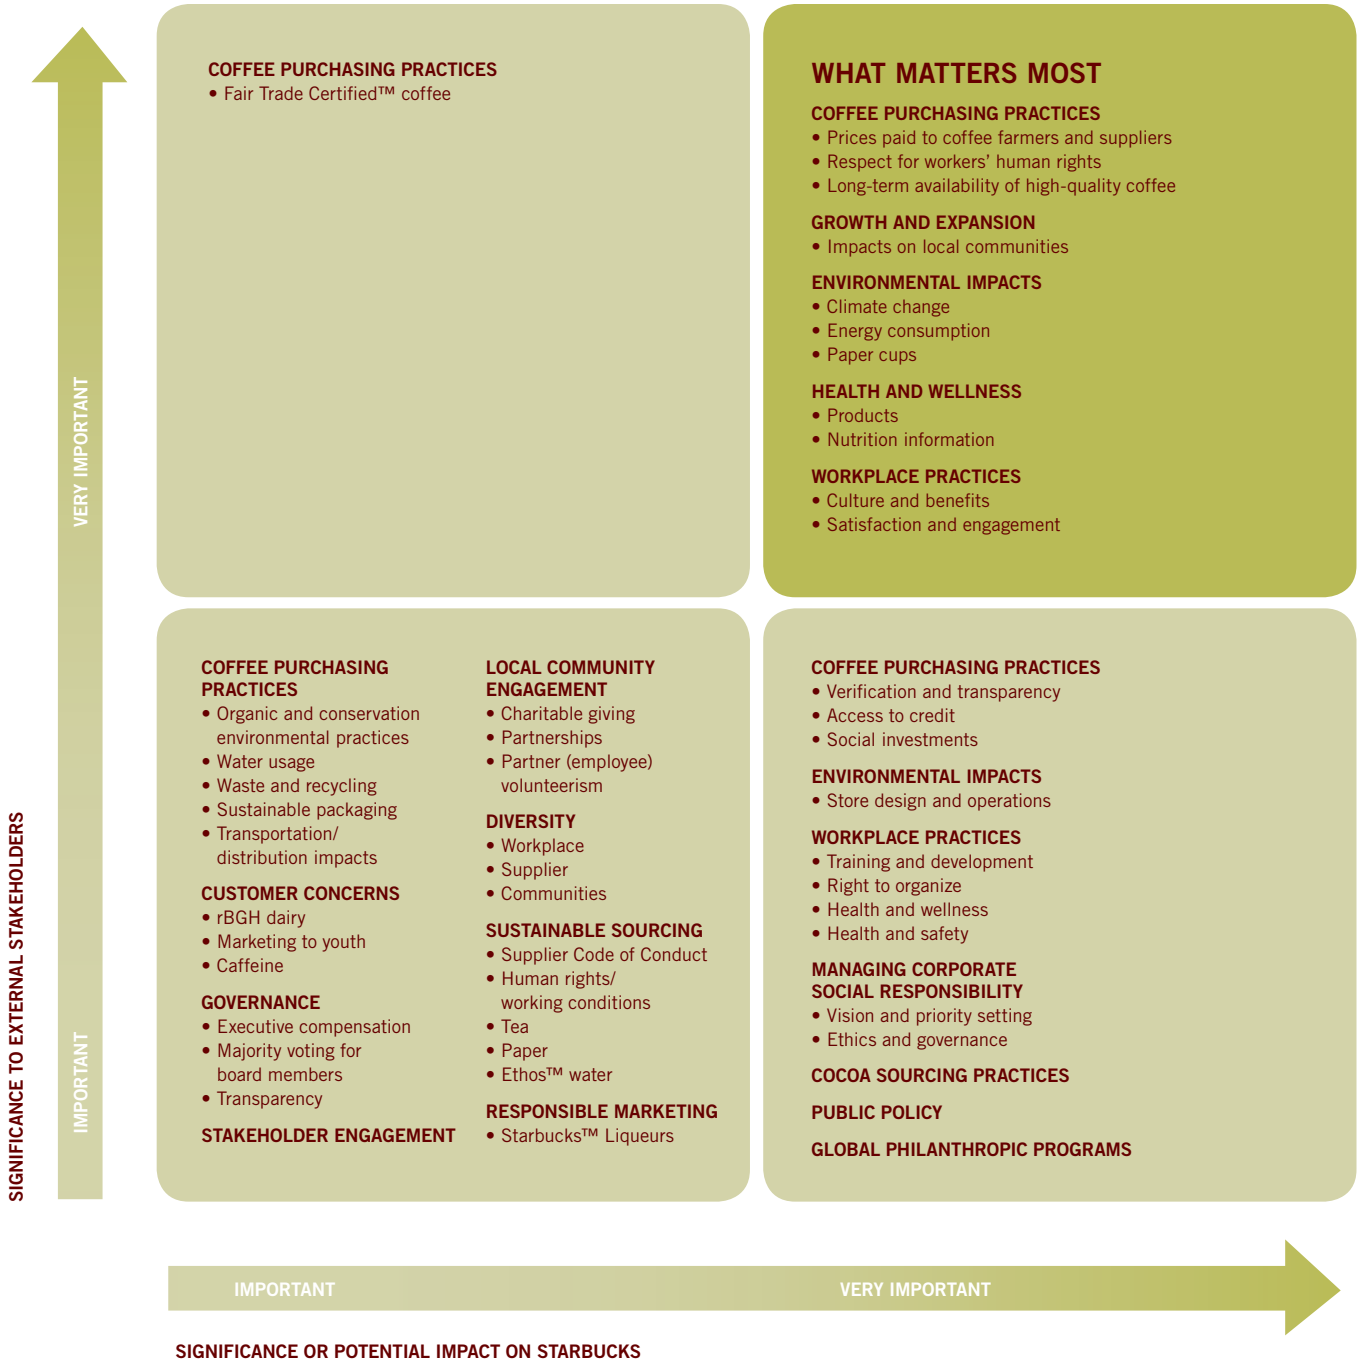 COFFEE PURCHASING PRACTICES
• Fair Trade Certified™ coffee
WHAT MATTERS MOST
COFFEE PURCHASING PRACTICES
• Prices paid to coffee farmers and suppliers
• Respect for workers’ human rights
• Long-term availability of high-quality coffee
GROWTH AND EXPANSION
• Impacts on local communities
ENVIRONMENTAL IMPACTS
• Climate change
• Energy consumption
• Paper cups
HEALTH AND WELLNESS
• Products
• Nutrition information
WORKPLACE PRACTICES
• Culture and benefits
• Satisfaction and engagement
COFFEE PURCHASING
PRACTICES
• Organic and conservation
environmental practices
• Water usage
• Waste and recycling
• Sustainable packaging
• Transportation/
distribution impacts
CUSTOMER CONCERNS
• rBGH dairy
• Marketing to youth
• Caffeine
GOVERNANCE
• Executive compensation
• Majority voting for
board members
• Transparency
STAKEHOLDER ENGAGEMENT
LOCAL COMMUNITY
ENGAGEMENT
• Charitable giving
• Partnerships
• Partner (employee)
volunteerism
DIVERSITY
• Workplace
• Supplier
• Communities
SUSTAINABLE SOURCING
• Supplier Code of Conduct
• Human rights/
working conditions
• Tea
• Paper
• Ethos™ water
RESPONSIBLE MARKETING
• Starbucks™ Liqueurs
COFFEE PURCHASING PRACTICES
• Verification and transparency
• Access to credit
• Social investments
ENVIRONMENTAL IMPACTS
• Store design and operations
WORKPLACE PRACTICES
• Training and development
• Right to organize
• Health and wellness
• Health and safety
MANAGING CORPORATE
SOCIAL RESPONSIBILITY
• Vision and priority setting
• Ethics and governance
COCOA SOURCING PRACTICES
PUBLIC POLICY
GLOBAL PHILANTHROPIC PROGRAMS
VERY IMPORTANT
IMPORTANT
SIGNIFICANCE TO EXTERNAL STAKEHOLDERS
IMPORTANT
VERY IMPORTANT
SIGNIFICANCE OR POTENTIAL IMPACT ON STARBUCKS